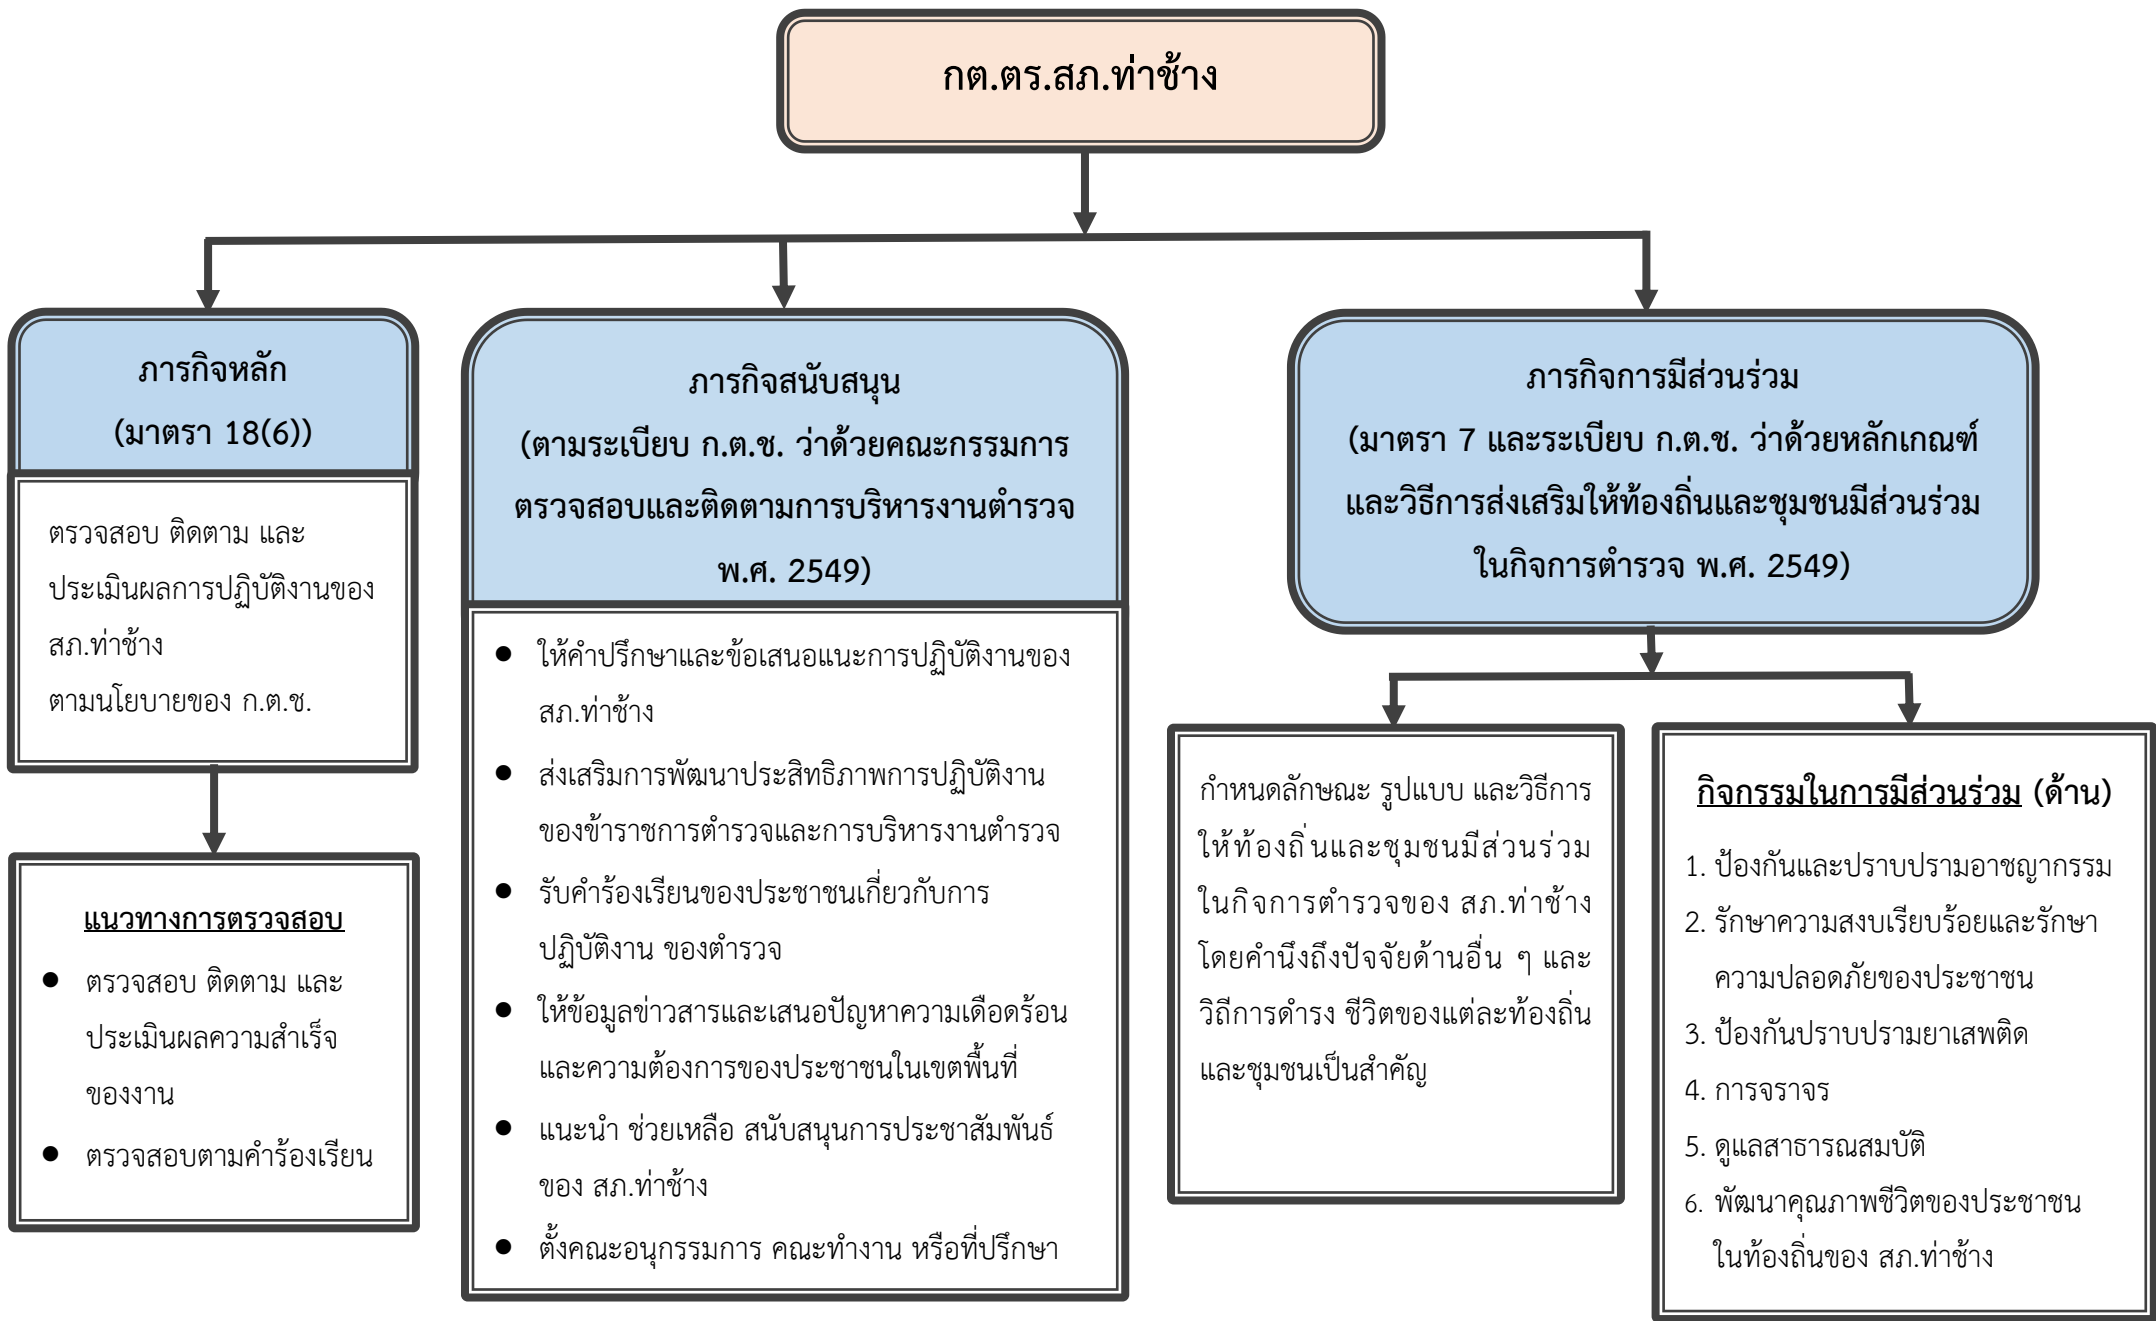 กต.ตร.สภ.ท่าช้าง
ภารกิจหลัก
(มาตรา 18(6))
ตรวจสอบ ติดตาม และ
ประเมินผลการปฏิบัติงานของ
สภ.ท่าช้าง
ตามนโยบายของ ก.ต.ช.
แนวทางการตรวจสอบ
● ตรวจสอบ ติดตาม และ
ประเมินผลความสำเร็จ
ของงาน
● ตรวจสอบตามคำร้องเรียน
ภารกิจสนับสนุน
(ตามระเบียบ ก.ต.ช. ว่าด้วยคณะกรรมการ
ตรวจสอบและติดตามการบริหารงานตำรวจ
พ.ศ. 2549)
● ให้คำปรึกษาและข้อเสนอแนะการปฏิบัติงานของ
สภ.ท่าช้าง
● ส่งเสริมการพัฒนาประสิทธิภาพการปฏิบัติงาน
ของข้าราชการตำรวจและการบริหารงานตำรวจ
● รับคำร้องเรียนของประชาชนเกี่ยวกับการ
ปฏิบัติงาน ของตำรวจ
● ให้ข้อมูลข่าวสารและเสนอปัญหาความเดือดร้อน
และความต้องการของประชาชนในเขตพื้นที่
● แนะนำ ช่วยเหลือ สนับสนุนการประชาสัมพันธ์
ของ สภ.ท่าช้าง
● ตั้งคณะอนุกรรมการ คณะทำงาน หรือที่ปรึกษา
ภารกิจการมีส่วนร่วม
(มาตรา 7 และระเบียบ ก.ต.ช. ว่าด้วยหลักเกณฑ์
และวิธีการส่งเสริมให้ท้องถิ่นและชุมชนมีส่วนร่วม
ในกิจการตำรวจ พ.ศ. 2549)
กำหนดลักษณะ รูปแบบ และวิธีการ
ให้ท้องถิ่นและชุมชนมีส่วนร่วม
ในกิจการตำรวจของ สภ.ท่าช้าง
โดยคำนึงถึงปัจจัยด้านอื่น ๆ และ
วิถีการดำรง ชีวิตของแต่ละท้องถิ่น
และชุมชนเป็นสำคัญ
กิจกรรมในการมีส่วนร่วม (ด้าน)
1. ป้องกันและปราบปรามอาชญากรรม
2. รักษาความสงบเรียบร้อยและรักษา
ความปลอดภัยของประชาชน
3. ป้องกันปราบปรามยาเสพติด
4. การจราจร
5. ดูแลสาธารณสมบัติ
6. พัฒนาคุณภาพชีวิตของประชาชน
ในท้องถิ่นของ สภ.ท่าช้าง